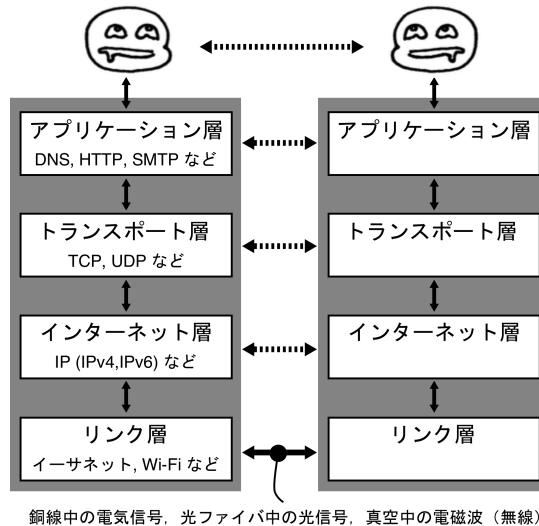 アプリケーション層
DNS, HTTP, SMTP など
アプリケーション層
トランスポート層
TCP, UDP など
トランスポート層
インターネット層
IP (IPv4,IPv6) など
インターネット層
リンク層
イーサネット, Wi-Fi など
リンク層
銅線中の電気信号，光ファイバ中の光信号，真空中の電磁波（無線）